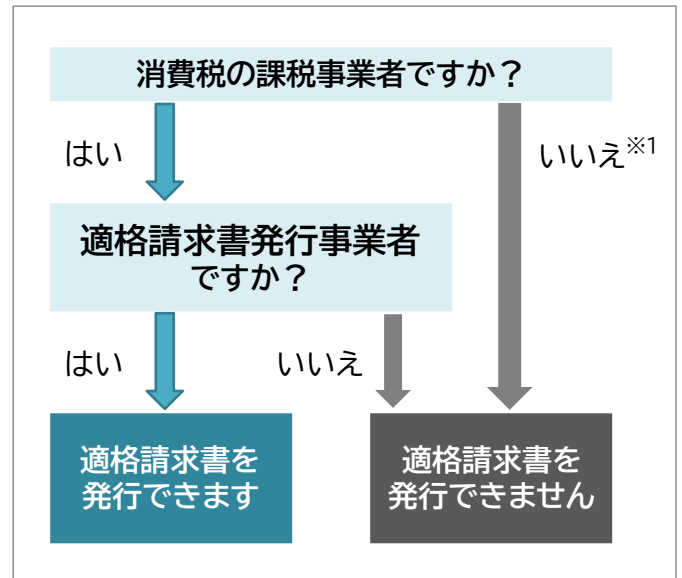 消費税の課税事業者ですか？
はい
いいえ※1
適格請求書発行事業者
ですか？
はい
いいえ
適格請求書を
発行できます
適格請求書を
発行できません